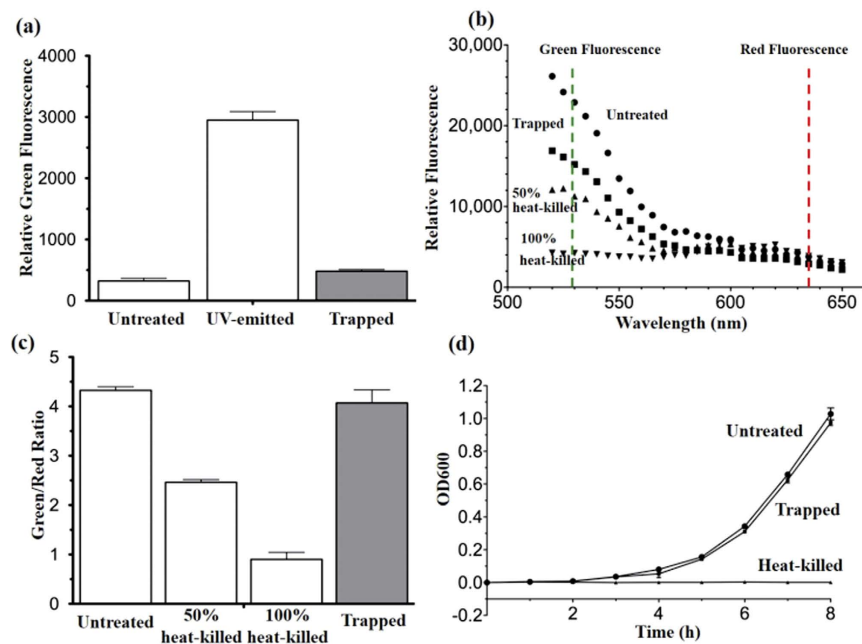 (a)
Relative Green Fluorescence
4000
3000
2000
1000
0
Untreated UV-emitted Trapped
(b)
Relative Fluorescence
30,000
20,000
10,000
0
Green Fluorescence
Red Fluorescence
Untreated
Trapped
50%
heat-killed
100%
heat-killed
500 550 600 650
Wavelength (nm)
(c)
Green/Red Ratio
5
4
3
2
1
0
Untreated 50% heat-killed 100% heat-killed Trapped
(d)
OD600
1.2
1.0
0.8
0.6
0.4
0.2
0.0
-0.2
Untreated
Trapped
Heat-killed
2 4 6 8
Time (h)